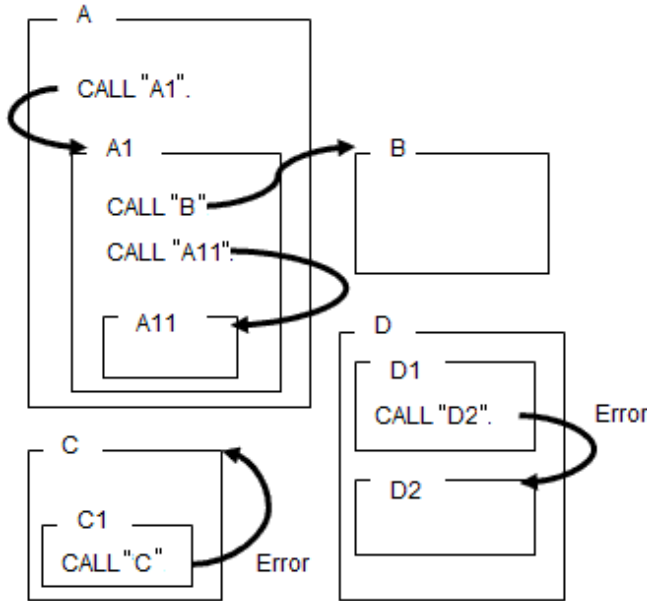 A
CALL "A1".
A1
CALL "B"
CALL "A11".
A11
B
D
D1
CALL "D2".
Error
D2
C
C1
CALL "C".
Error